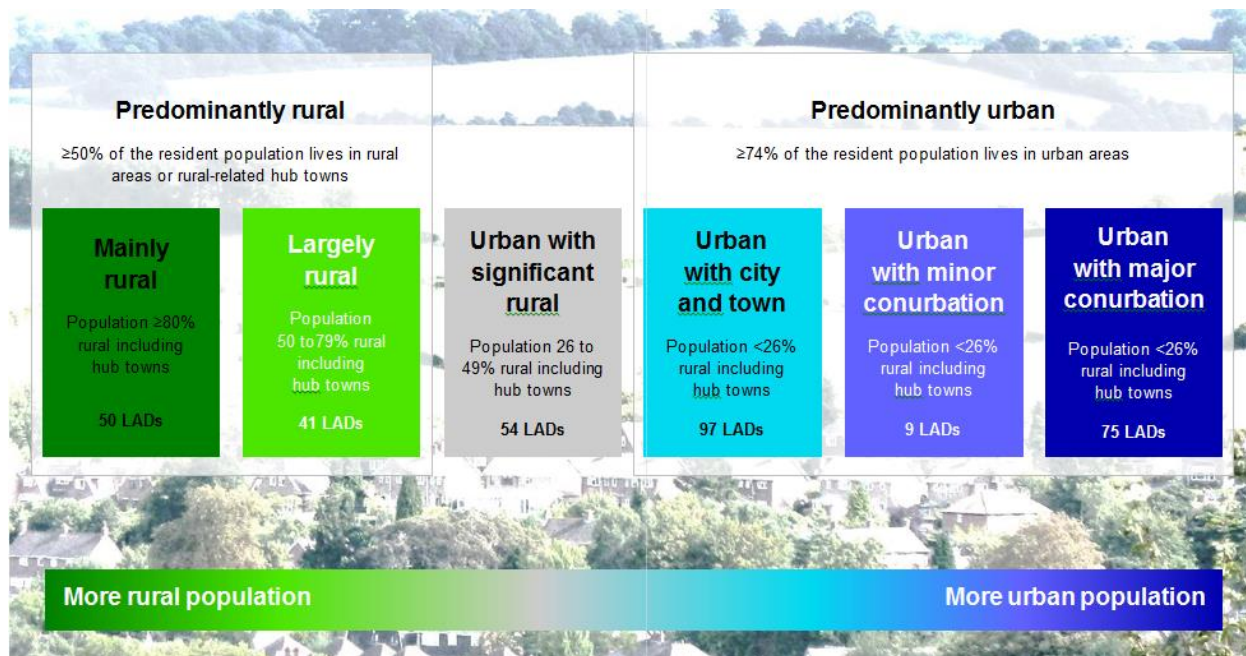 Predominantly rural
≥50% of the resident population lives in rural
areas or rural-related hub towns
Predominantly urban
≥74% of the resident population lives in urban areas
Mainly
rural
Population ≥80%
rural including
hub towns
50 LADs
Largely
rural
Population
50 to79% rural
including
hub towns
41 LADs
Urban with
significant
rural
Population 26 to
49% rural including
hub towns
54 LADs
Urban
with city
and town
Population <26%
rural including
hub towns
97 LADs
Urban
with minor
conurbation
Population <26%
rural including
hub towns
9 LADs
Urban
with major
conurbation
Population <26%
rural including
hub towns
75 LADs
More rural population
More urban population